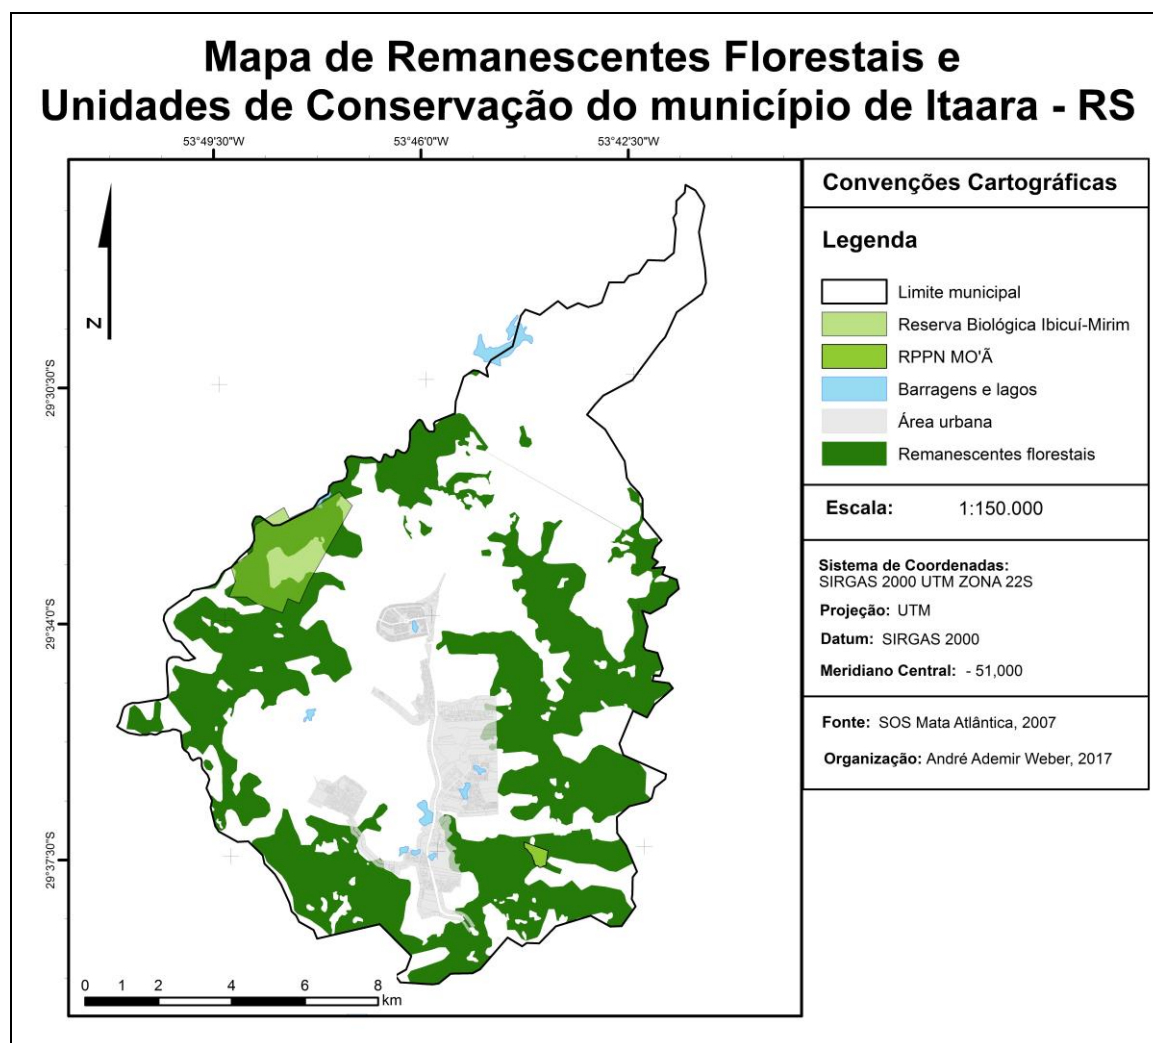 Mapa de Remanescentes Florestais e
Unidades de Conservação do município de Itaara - RS
53°49'30"W 53°46'0"W 53°42'30"W
29°30'30"S
29°34'0"S
29°37'30"S
N
0 1 2 4 6 8
km
Convenções Cartográficas
Legenda
Limite municipal
Reserva Biológica Ibicuí-Mirim
RPPN MO'Ã
Barragens e lagos
Área urbana
Remanescentes florestais
Escala: 1:150.000
Sistema de Coordenadas:
SIRGAS 2000 UTM ZONA 22S
Projeção: UTM
Datum: SIRGAS 2000
Meridiano Central: - 51,000
Fonte: SOS Mata Atlântica, 2007
Organização: André Ademir Weber, 2017